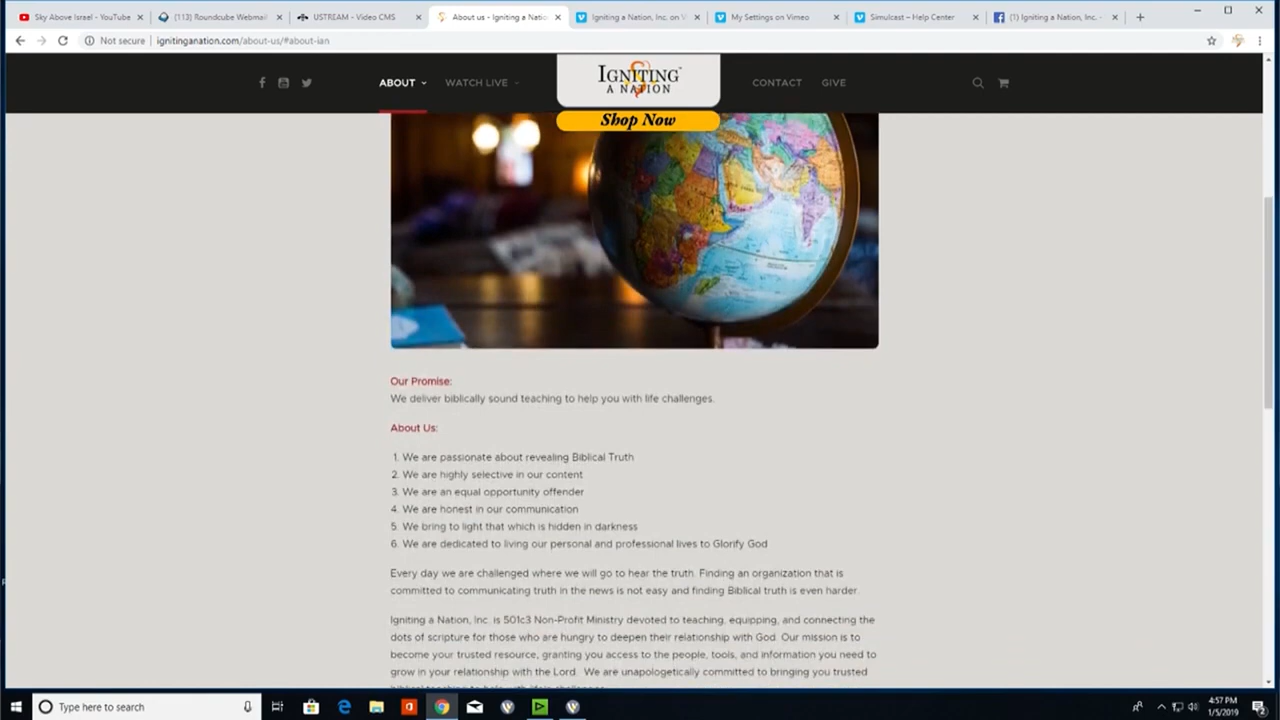 Sky Above Israel - YouTube
(113) Roundcube Webmail
USTREAM - Video CMS
About us - Igniting a Natio
Igniting a Nation, Inc. on V
My Settings on Vimeo
Simulcast – Help Center
(1) Igniting a Nation, Inc. -
Not secure
ignitinganation.com/about-us/#about-ian
ABOUT
WATCH LIVE
IGNITING
A NATION
CONTACT
GIVE
Shop Now
Our Promise:
We deliver biblically sound teaching to help you with life challenges.
About Us:
1. We are passionate about revealing Biblical Truth
2. We are highly selective in our content
3. We are an equal opportunity offender
4. We are honest in our communication
5. We bring to light that which is hidden in darkness
6. We are dedicated to living our personal and professional lives to Glorify God
Every day we are challenged where we will go to hear the truth. Finding an organization that is
committed to communicating truth in the news is not easy and finding Biblical truth is even harder.
Igniting a Nation, Inc. is 501c3 Non-Profit Ministry devoted to teaching, equipping, and connecting the
dots of scripture for those who are hungry to deepen their relationship with God. Our mission is to
become your trusted resource, granting you access to the people, tools, and information you need to
grow in your relationship with the Lord. We are unapologetically committed to bringing you trusted
Type here to search
4:57 PM
1/5/2019
2